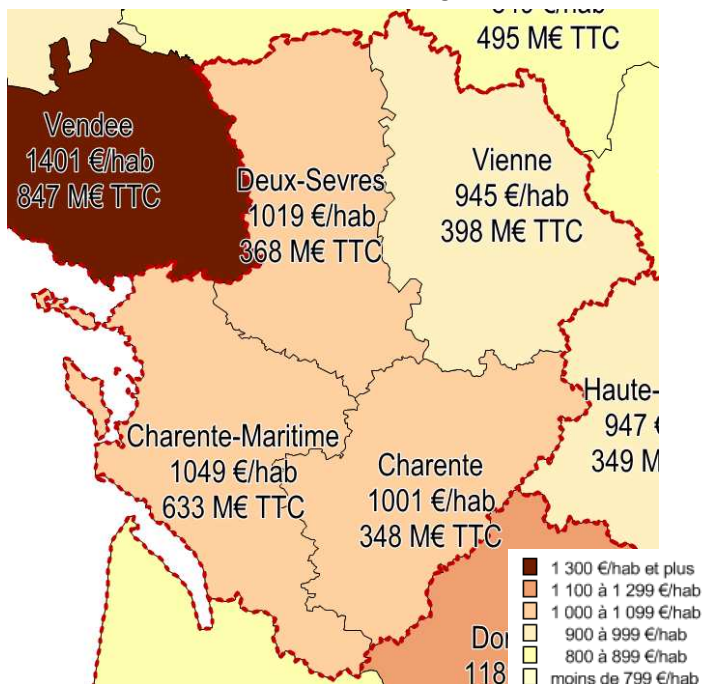 495 M€ TTC
Vendee
1401 €/hab
847 M€ TTC
Deux-Sevres
1019 €/hab
368 M€ TTC
Vienne
945 €/hab
398 M€ TTC
Haute-
947 €
349 M
Charente-Maritime
1049 €/hab
633 M€ TTC
Charente
1001 €/hab
348 M€ TTC
Dor
118
1 300 €/hab et plus
1 100 à 1 299 €/hab
1 000 à 1 099 €/hab
900 à 999 €/hab
800 à 899 €/hab
moins de 799 €/hab